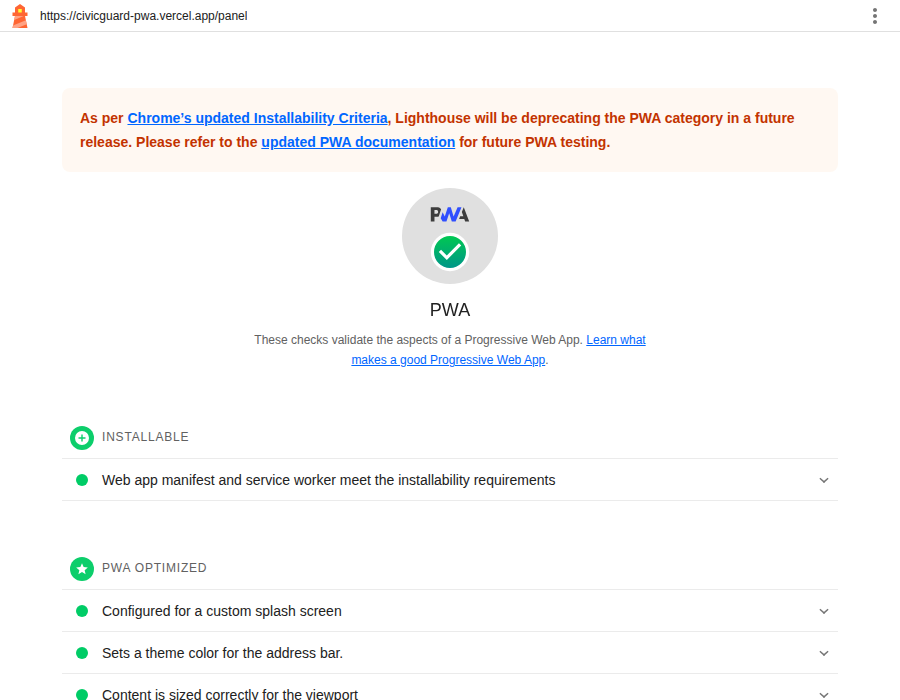 https://civicguard-pwa.vercel.app/panel
As per Chrome's updated Installability Criteria, Lighthouse will be deprecating the PWA category in a future
release. Please refer to the updated PWA documentation for future PWA testing.
PWA
PWA
These checks validate the aspects of a Progressive Web App. Learn what
makes a good Progressive Web App.
INSTALLABLE
Web app manifest and service worker meet the installability requirements
PWA OPTIMIZED
Configured for a custom splash screen
Sets a theme color for the address bar.
Content is sized correctly for the viewport